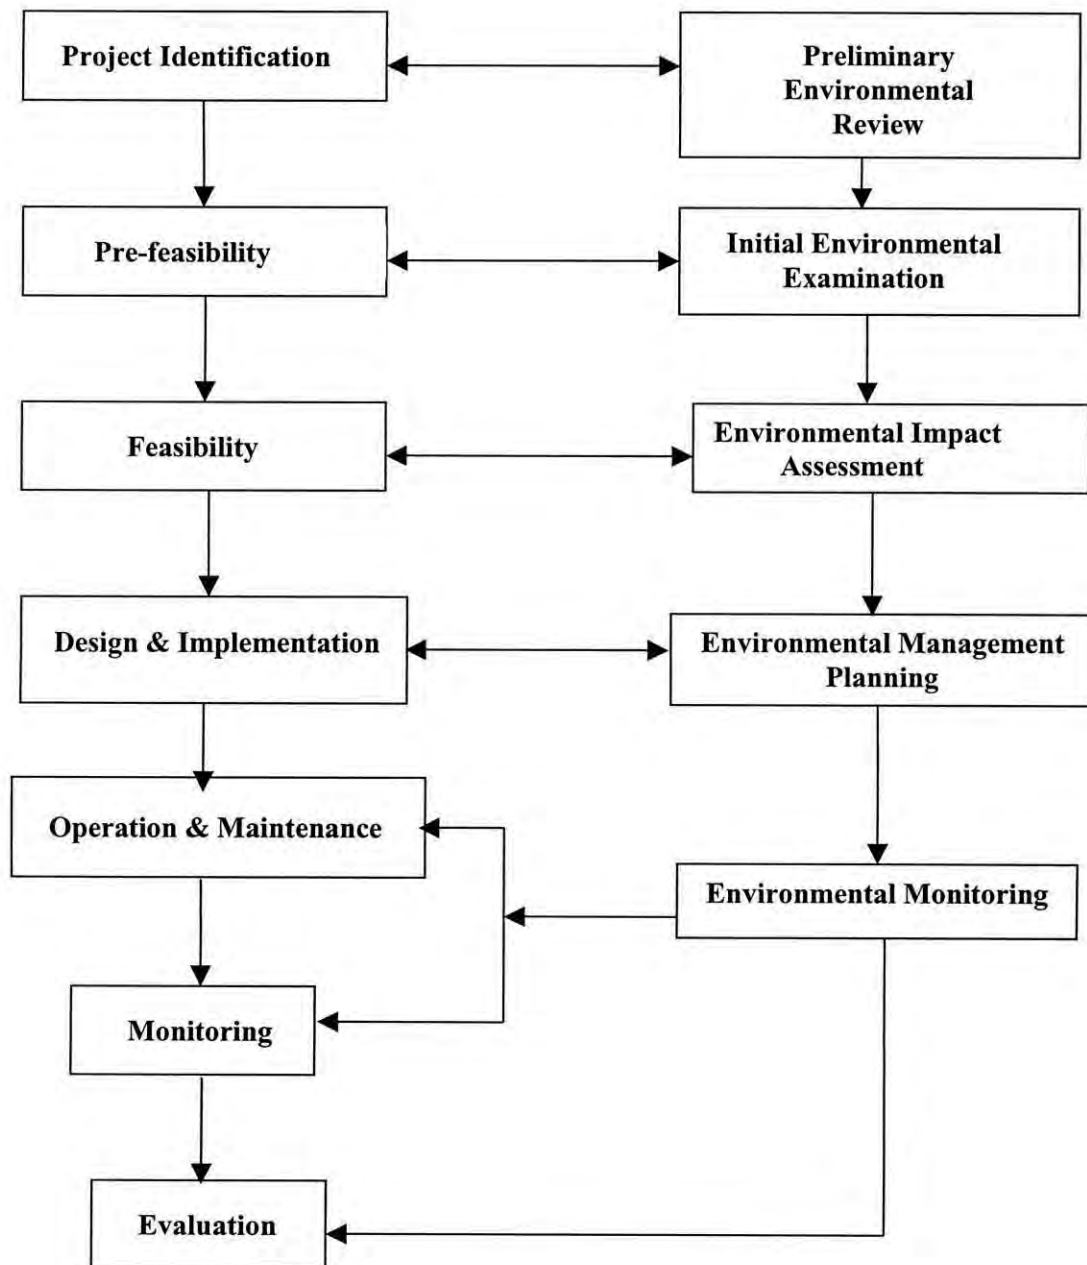 Project Identification
Preliminary
Environmental
Review
Pre-feasibility
Initial Environmental
Examination
Feasibility
Environmental Impact
Assessment
Design & Implementation
Environmental Management
Planning
Operation & Maintenance
Environmental Monitoring
Monitoring
Evaluation